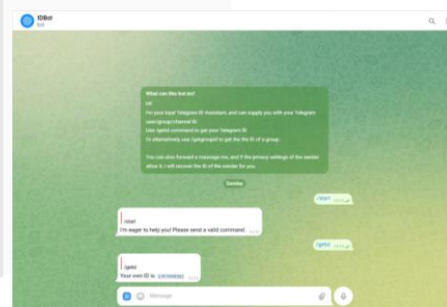 IDBot
bot
What can this bot do?
Hi!
I'm your loyal Telegram ID Assistant, and can supply you with your Telegram
user/group/channel ID.
Use /getid command to get your Telegram ID
Or alternatively, use /getgroupid to get the the ID of a group.
You can also forward a message me, and if the privacy settings of the sender
allow it, I will recover the ID of the sender for you.
Sunday
/start
/start
I'm eager to help you! Please send a valid command.
/getid
/getid
Your own ID is:
Message